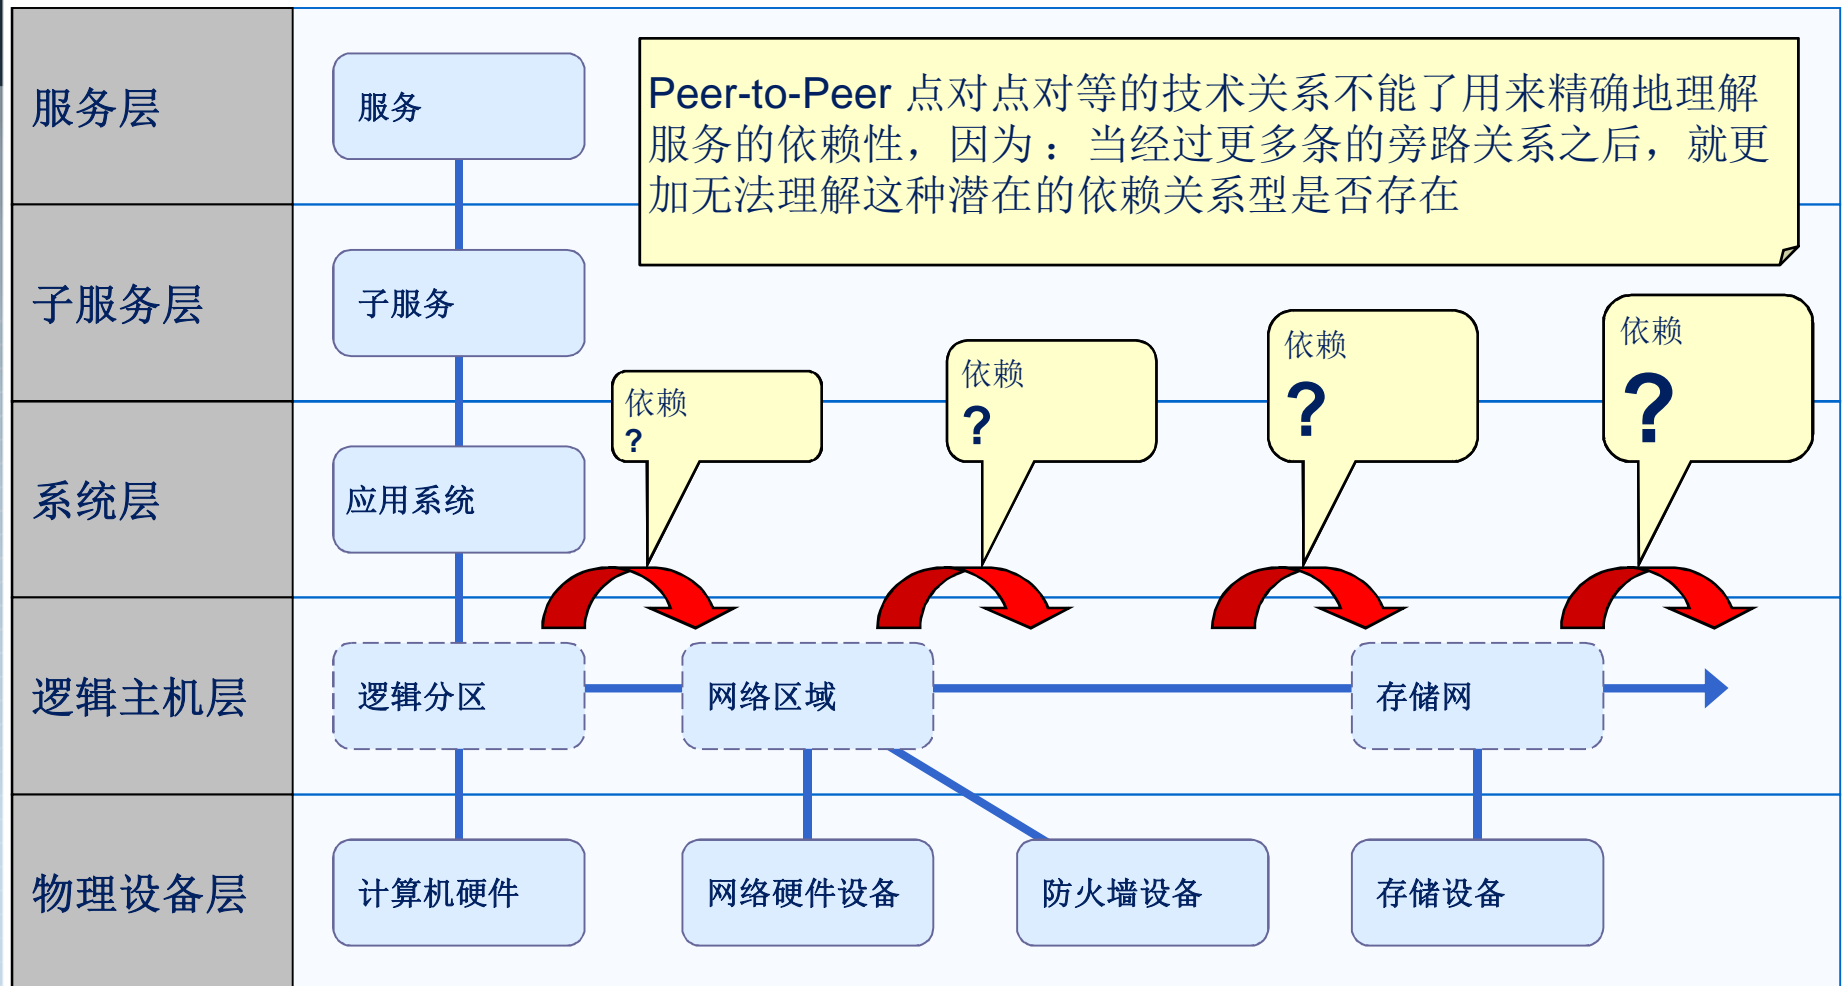 服务层
服务
Peer-to-Peer 点对点对等的技术关系不能了用来精确地理解
服务的依赖性，因为：当经过更多条的旁路关系之后，就更
加无法理解这种潜在的依赖关系型是否存在
子服务层
子服务
依赖
?
依赖
?
依赖
?
依赖
?
系统层
应用系统
逻辑主机层
逻辑分区
网络区域
存储网
物理设备层
计算机硬件
网络硬件设备
防火墙设备
存储设备